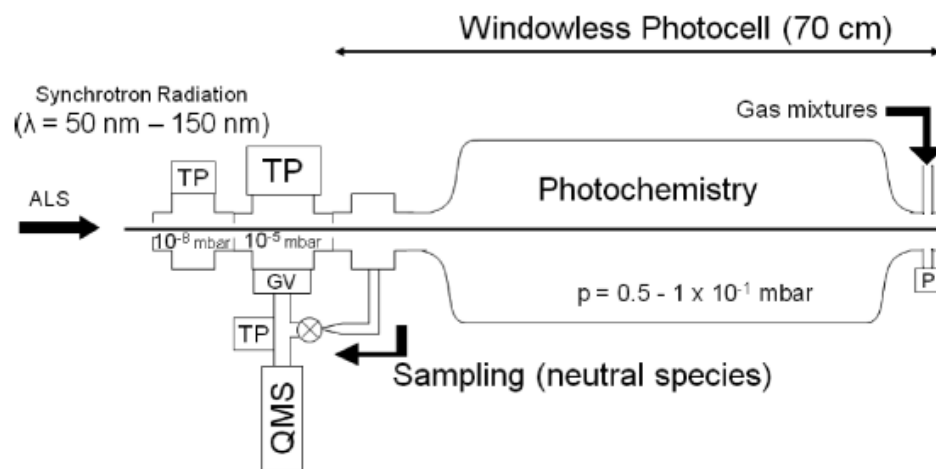 Windowless Photocell (70 cm)
Synchrotron Radiation
(λ = 50 nm – 150 nm)
Gas mixtures
TP
TP
Photochemistry
ALS
10⁻⁸ mbar
10⁻⁵ mbar
GV
p = 0.5 - 1 x 10⁻¹ mbar
P
TP
Sampling (neutral species)
QMS